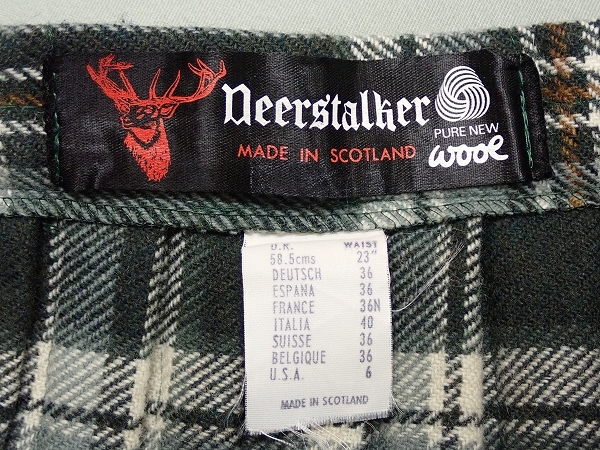 Deerstalker
PURE NEW
MADE IN SCOTLAND wool
U.K. WAIST
58.5cms 23"
DEUTSCH 36
ESPANA 36
FRANCE 36N
ITALIA 40
SUISSE 36
BELGIQUE 36
U.S.A. 6
MADE IN SCOTLAND